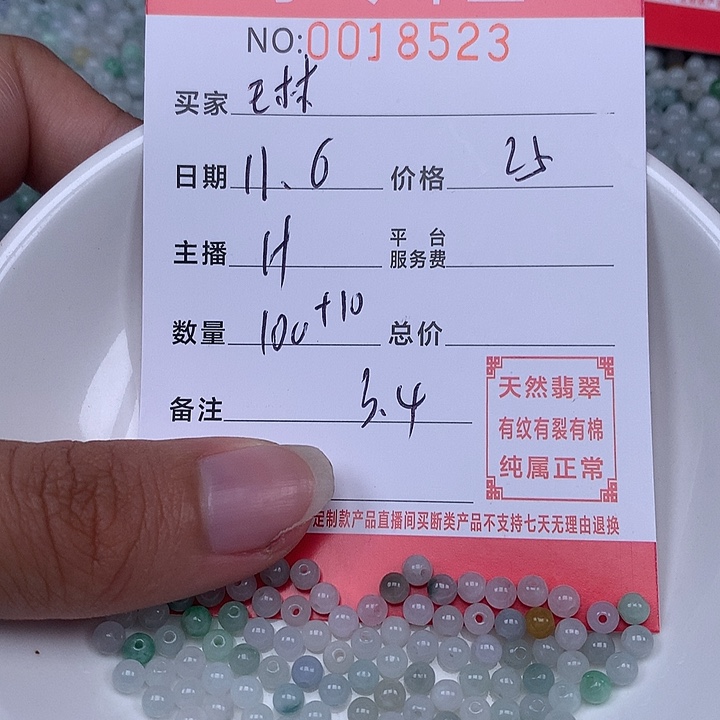 NO:0018523
买家 王林
日期 11.6 价格 25
主播 H 平台服务费
数量 100+10 总价
备注 5.4
天然翡翠
有纹有裂有棉
纯属正常
定制款产品直播间买断类产品不支持七天无理由退换